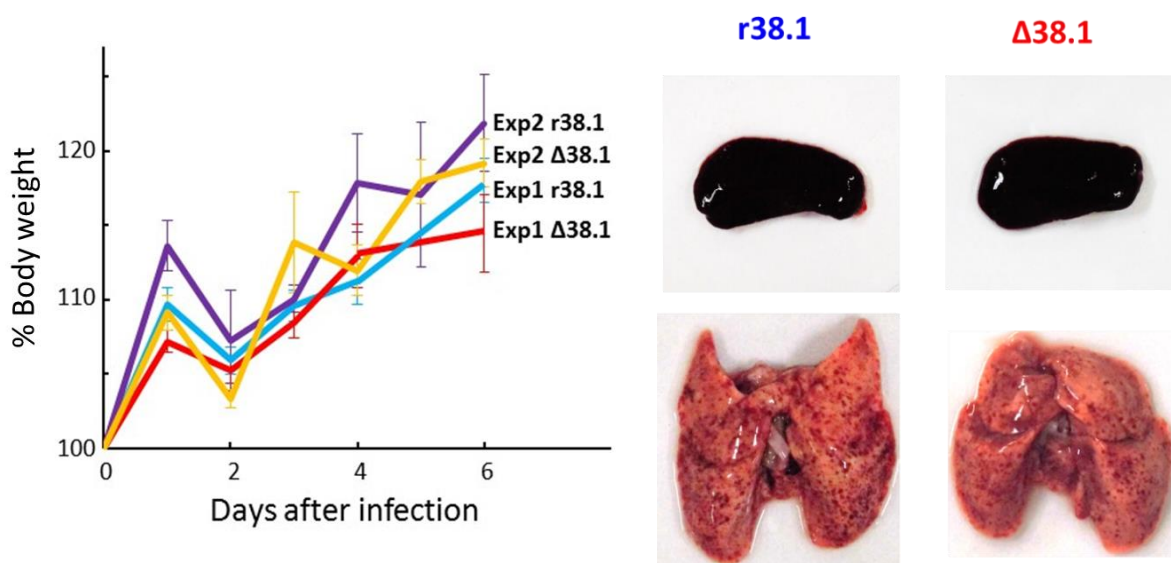 r38.1
Δ38.1
% Body weight
120
110
100
0
2
4
6
Days after infection
Exp2 r38.1
Exp2 Δ38.1
Exp1 r38.1
Exp1 Δ38.1